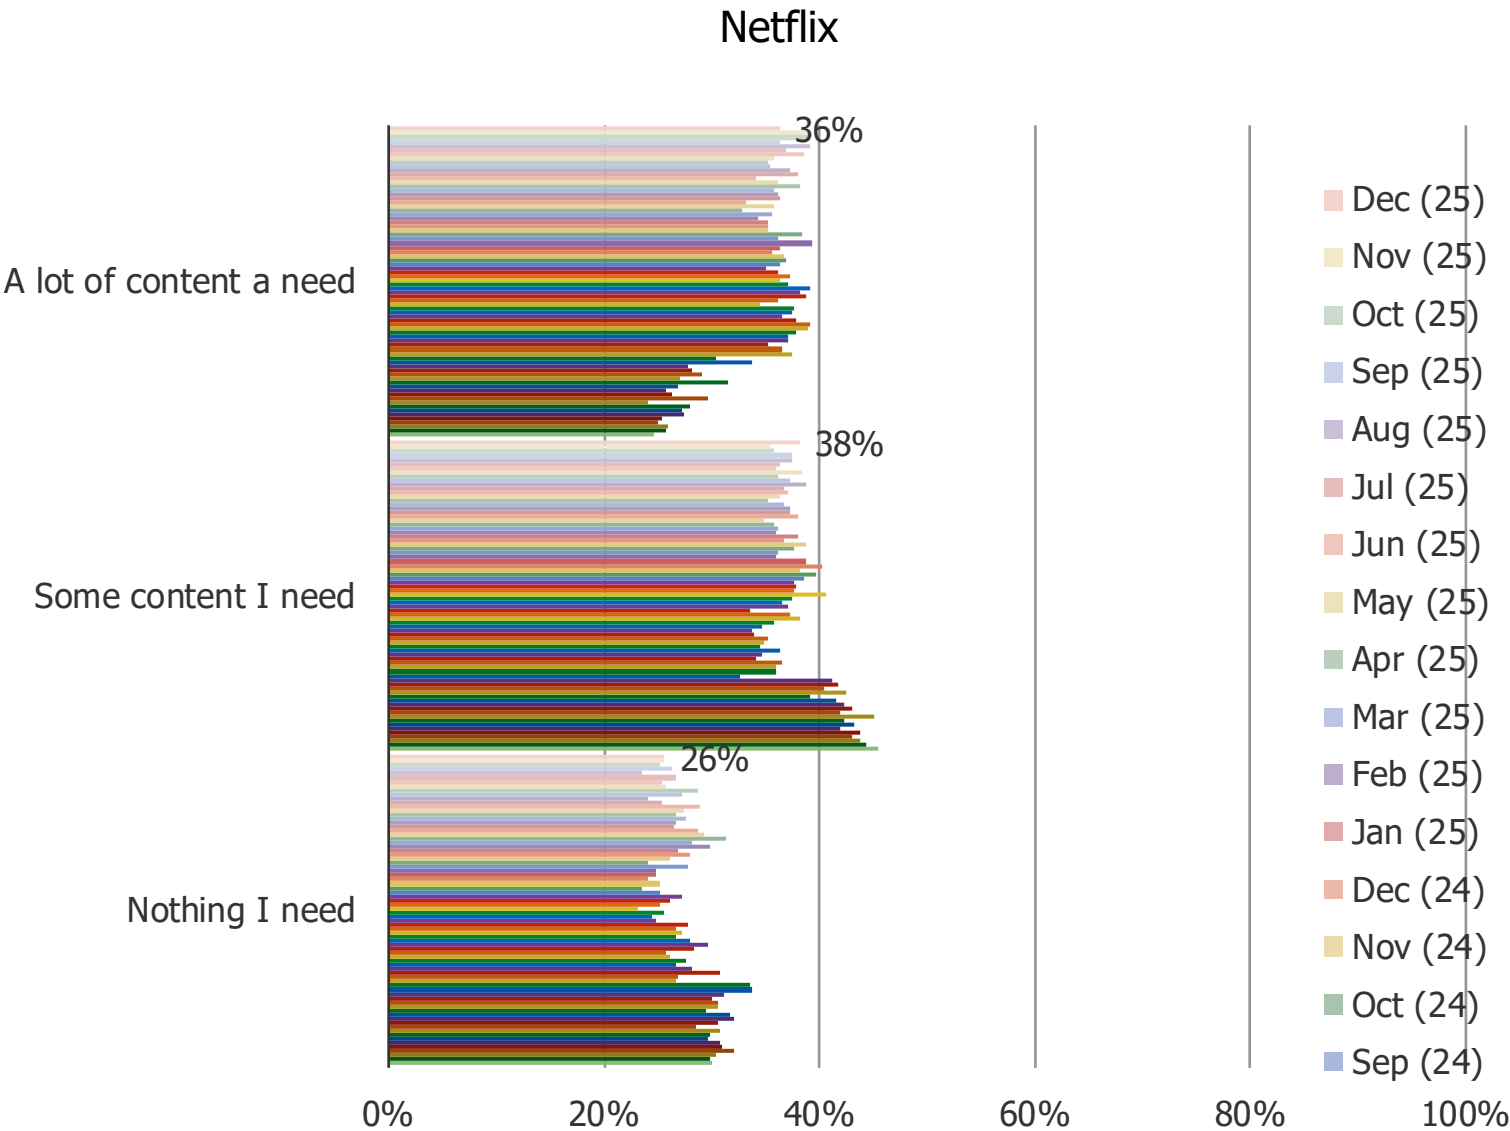 Netflix
36%
A lot of content a need
38%
Some content I need
26%
Nothing I need
0%
20%
40%
60%
80%
100%
Dec (25)
Nov (25)
Oct (25)
Sep (25)
Aug (25)
Jul (25)
Jun (25)
May (25)
Apr (25)
Mar (25)
Feb (25)
Jan (25)
Dec (24)
Nov (24)
Oct (24)
Sep (24)